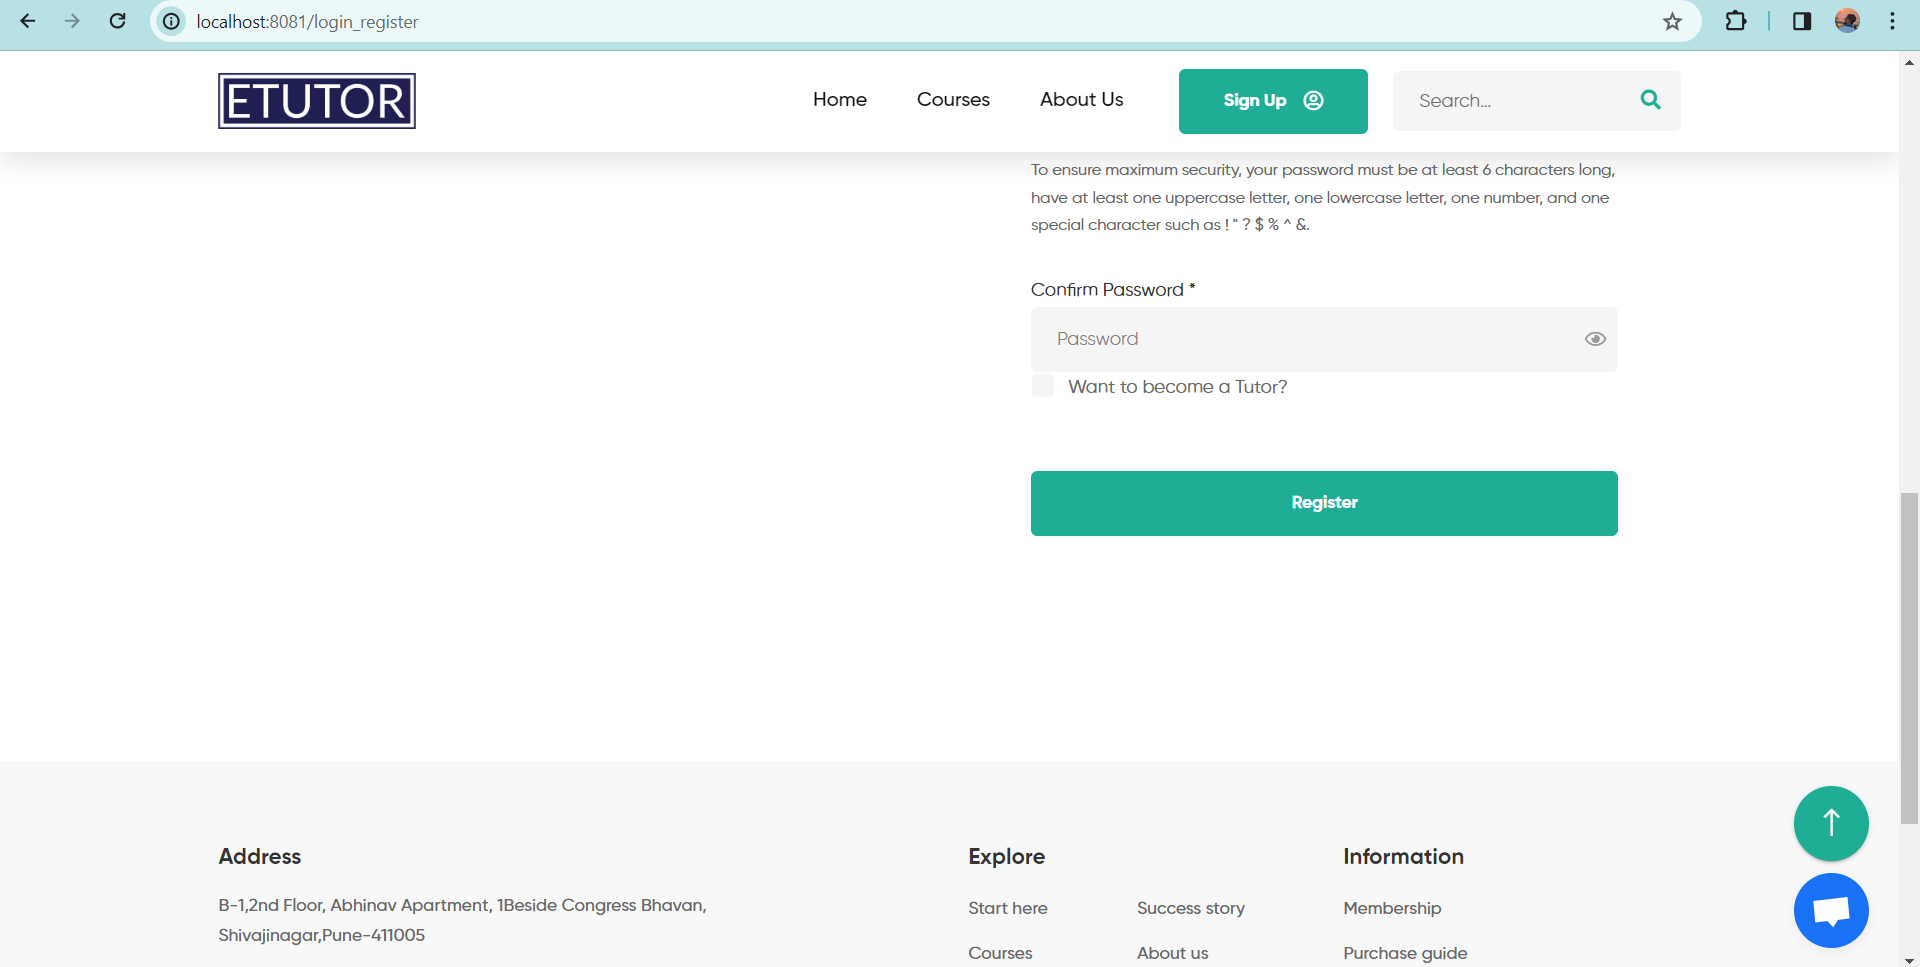 localhost:8081/login_register
ETUTOR
Home
Courses
About Us
Sign Up
Search...
To ensure maximum security, your password must be at least 6 characters long,
have at least one uppercase letter, one lowercase letter, one number, and one
special character such as ! " ? $ % ^ &.
Confirm Password *
Password
Want to become a Tutor?
Register
Address
B-1,2nd Floor, Abhinav Apartment, 1Beside Congress Bhavan,
Shivajinagar,Pune-411005
Explore
Start here
Success story
Courses
About us
Information
Membership
Purchase guide